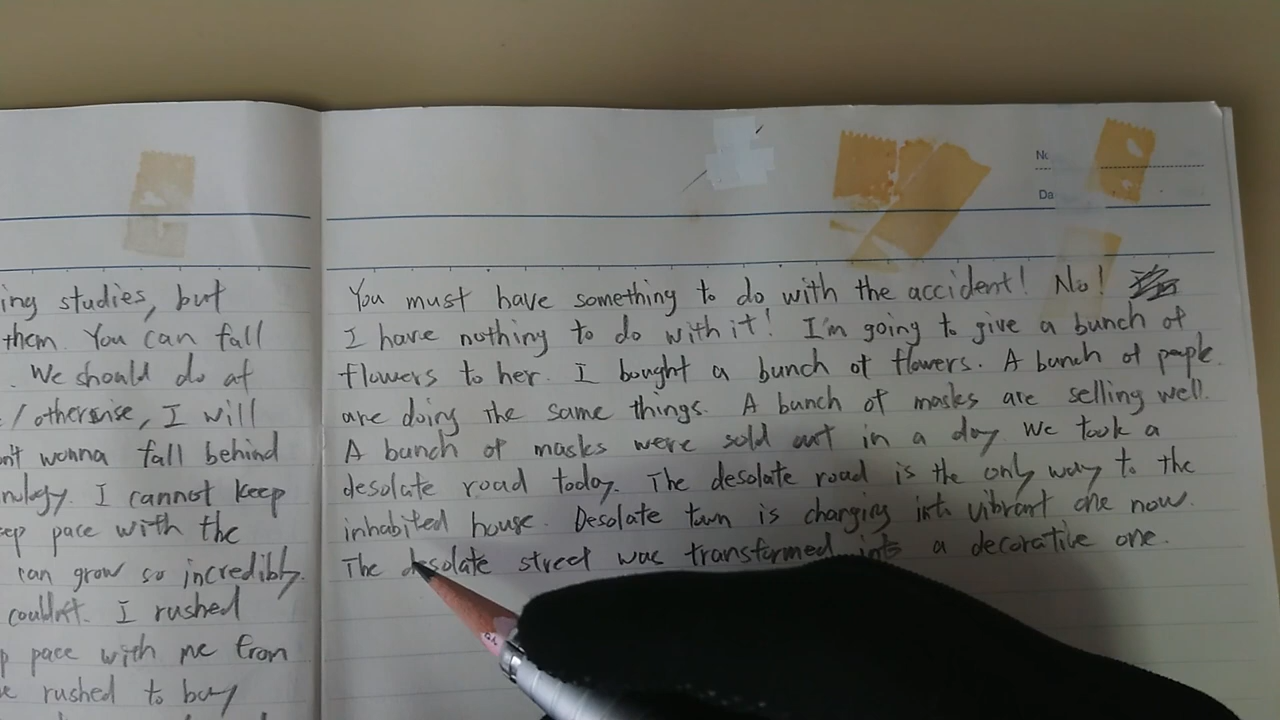 ing studies, but
them. You can fall
. We should do at
/ otherwise, I will
n't wanna fall behind
nology. I cannot keep
eep pace with the
can grow so incredibly.
couldn't. I rushed
p pace with me from
rushed to buy
No
Da
You must have something to do with the accident! No!
I have nothing to do with it! I'm going to give a bunch of
flowers to her. I bought a bunch of flowers. A bunch of people
are doing the same things. A bunch of masks are selling well.
A bunch of masks were sold out in a day We took a
desolate road today. The desolate road is the only way to the
inhabited house. Desolate town is changing into vibrant one now.
The desolate street was transformed into a decorative one.